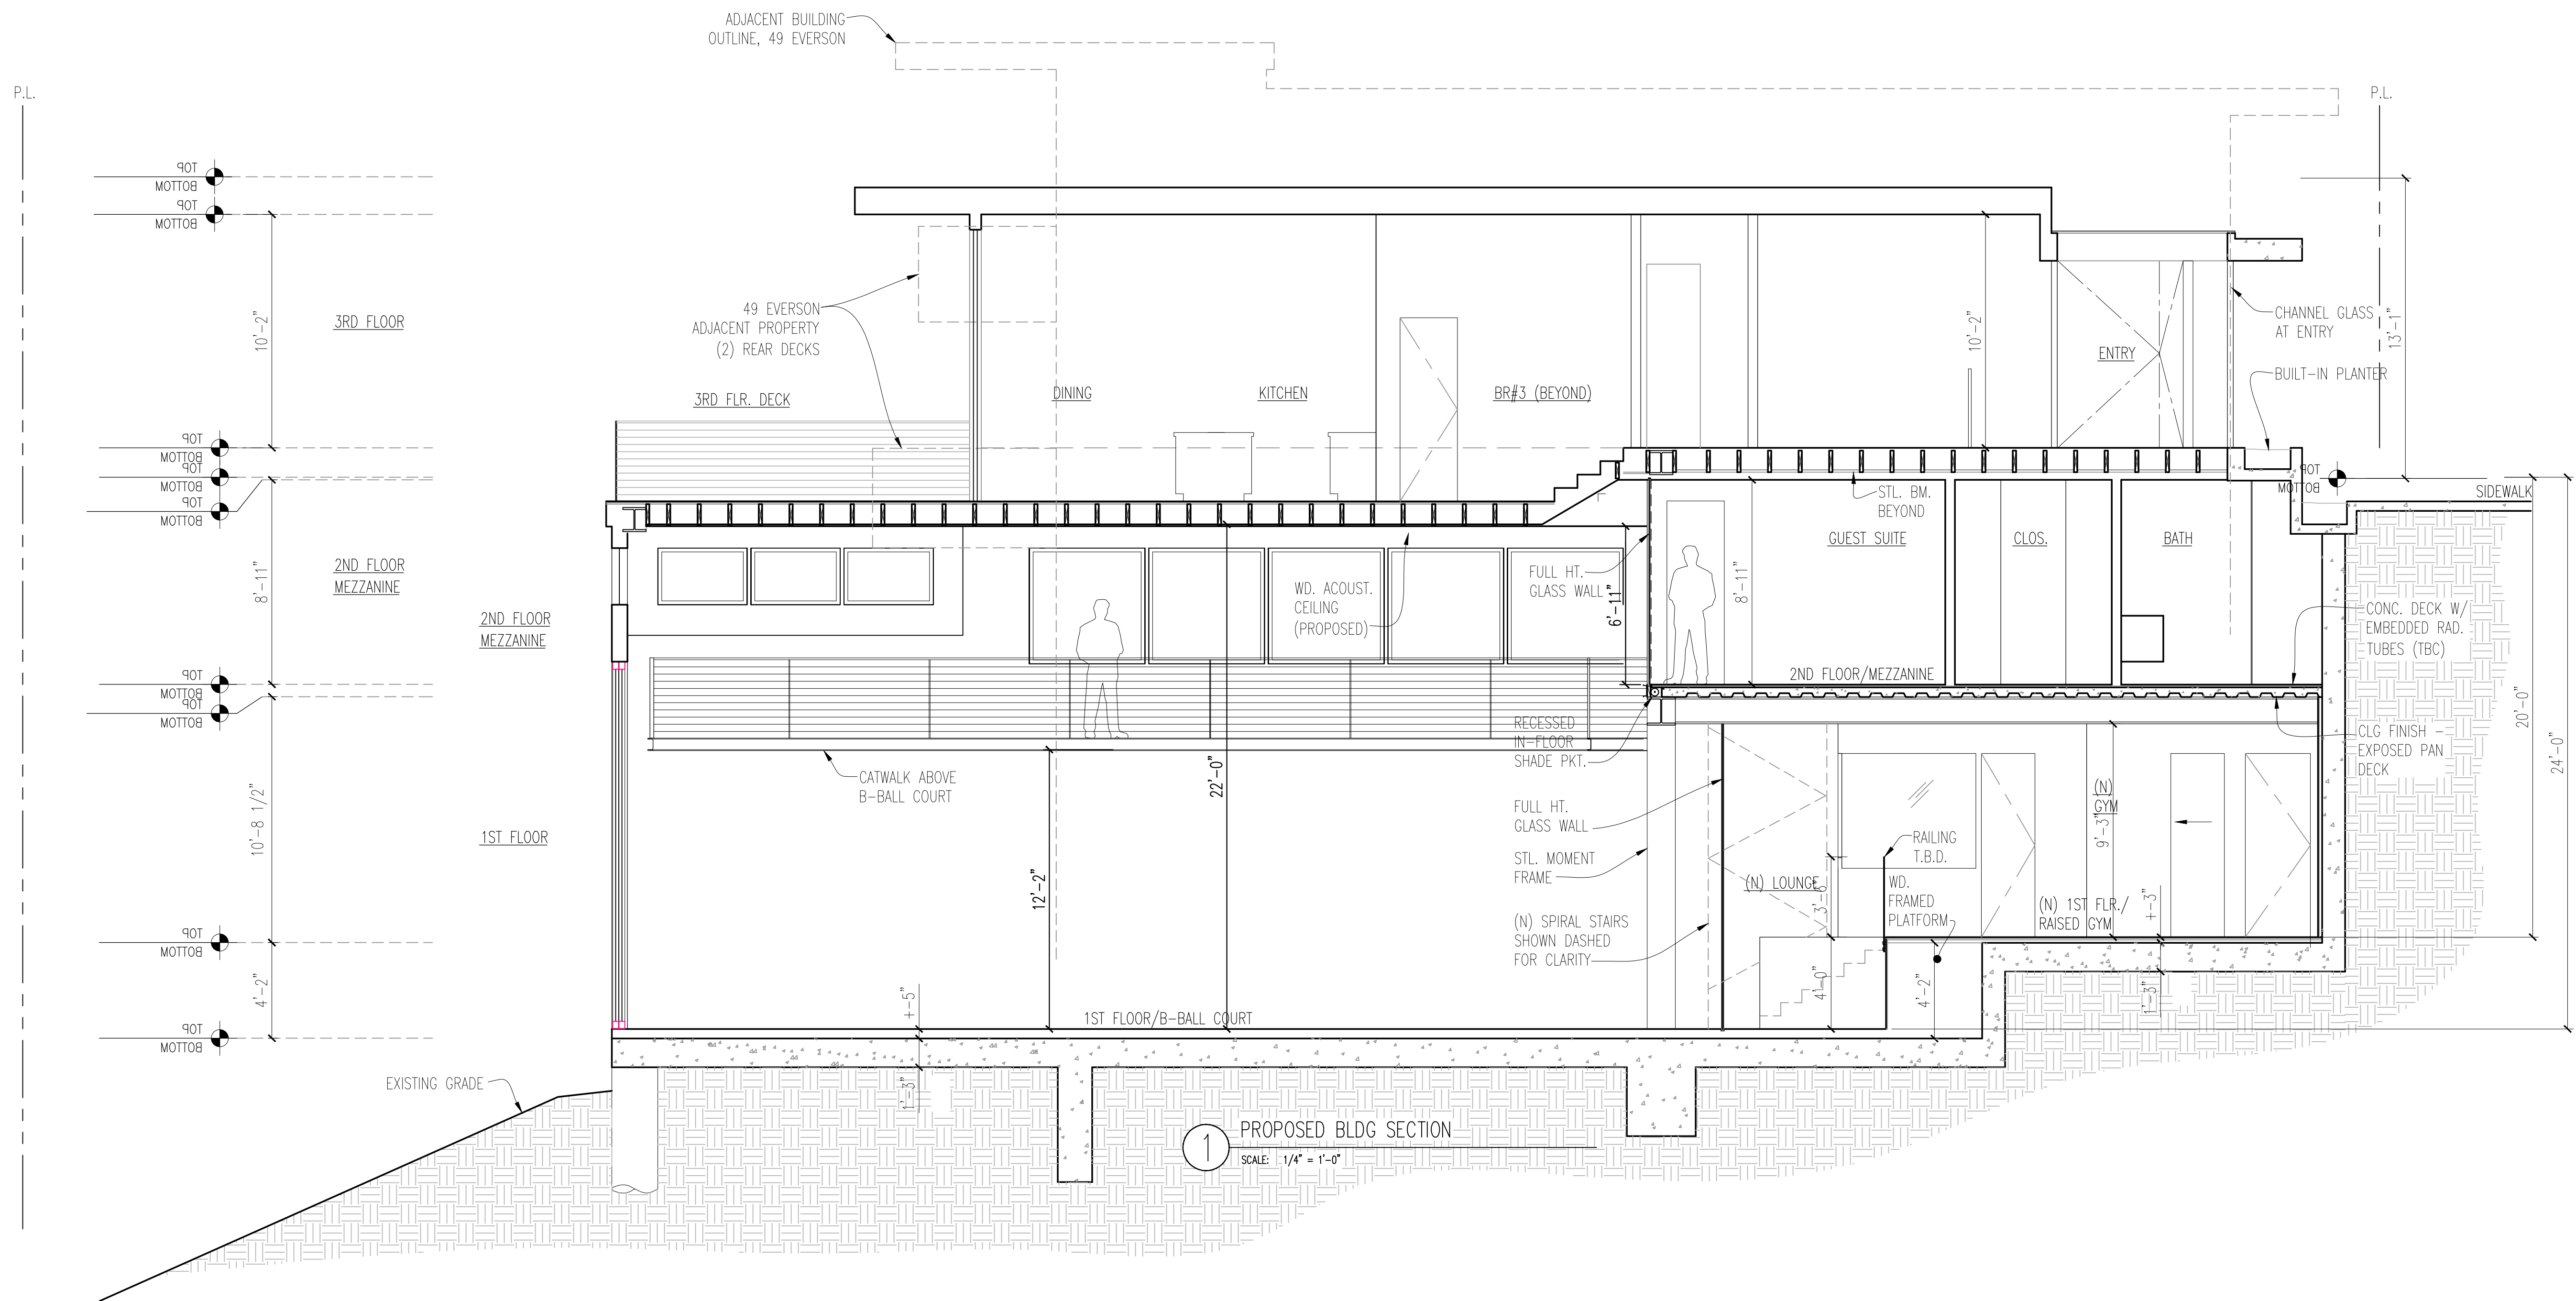 ADJACENT BUILDING
OUTLINE, 49 EVERSON
P.L.
P.L.
TOP
BOTTOM
TOP
BOTTOM
10'-2"
3RD FLOOR
49 EVERSON
ADJACENT PROPERTY
(2) REAR DECKS
3RD FLR. DECK
DINING
KITCHEN
BR#3 (BEYOND)
10'-2"
ENTRY
CHANNEL GLASS
AT ENTRY
13'-1"
BUILT-IN PLANTER
TOP
BOTTOM
TOP
BOTTOM
TOP
BOTTOM
TOP
BOTTOM
SIDEWALK
STL. BM.
BEYOND
GUEST SUITE
CLOS.
BATH
2ND FLOOR
MEZZANINE
8'-11"
2ND FLOOR
MEZZANINE
WD. ACOUST.
CEILING
(PROPOSED)
FULL HT.
GLASS WALL
6'-11"
8'-11"
CONC. DECK W/
EMBEDDED RAD.
TUBES (TBC)
2ND FLOOR/MEZZANINE
TOP
BOTTOM
TOP
BOTTOM
RECESSED
IN-FLOOR
SHADE PKT.
20'-0"
24'-0"
CLG FINISH -
EXPOSED PAN
DECK
CATWALK ABOVE
B-BALL COURT
22'-0"
10'-8 1/2"
1ST FLOOR
FULL HT.
GLASS WALL
STL. MOMENT
FRAME
(N)
GYM
9'-3"
RAILING
T.B.D.
12'-2"
(N) LOUNGE
3'-6"
WD.
FRAMED
PLATFORM
(N) 1ST FLR./
RAISED GYM
+-3"
(N) SPIRAL STAIRS
SHOWN DASHED
FOR CLARITY
TOP
BOTTOM
4'-2"
4'-0"
4'-2"
1'-3"
+-5"
1ST FLOOR/B-BALL COURT
TOP
BOTTOM
EXISTING GRADE
1'-3"
1
PROPOSED BLDG SECTION
SCALE: 1/4" = 1'-0"